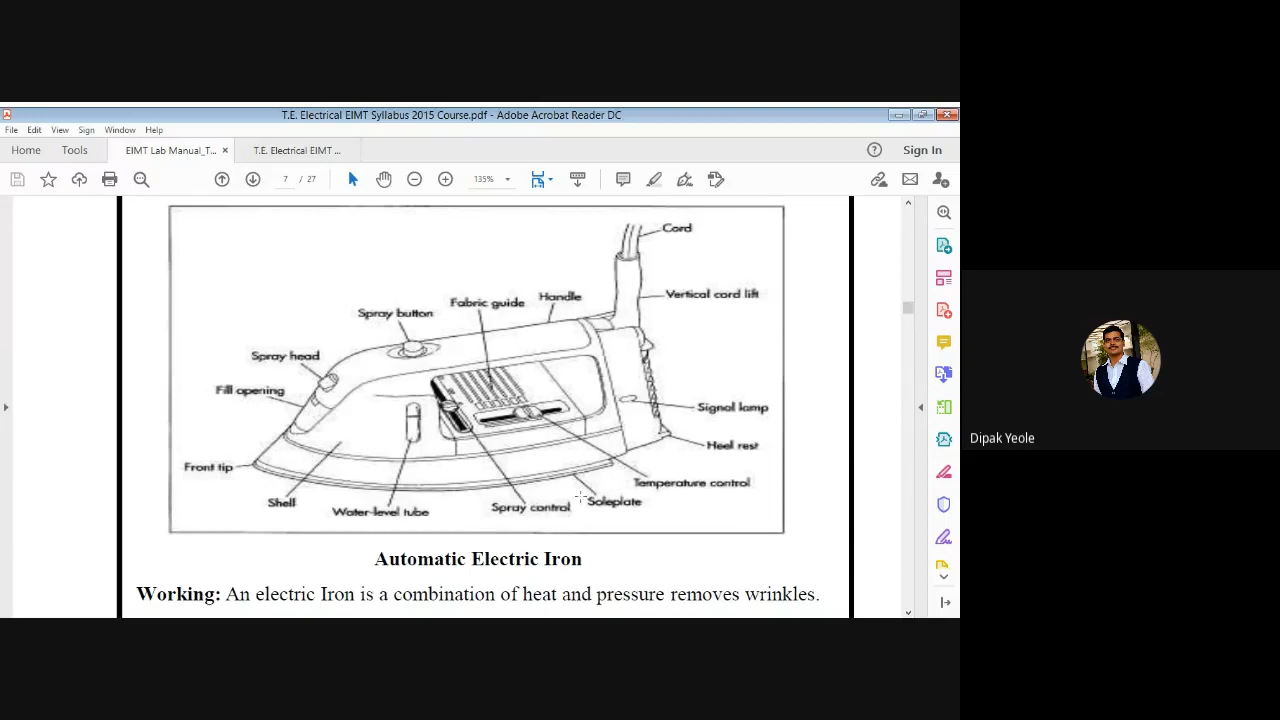 T.E. Electrical EIMT Syllabus 2015 Course.pdf - Adobe Acrobat Reader DC
File Edit View Sign Window Help
Home Tools EIMT Lab Manual_T... × T.E. Electrical EIMT ... Sign In
7 / 27 135%
Cord
Vertical cord lift
Handle
Fabric guide
Spray button
Spray head
Fill opening
Signal lamp
Heel rest
Front tip
Temperature control
Shell
Water-level tube
Spray control
Soleplate
Automatic Electric Iron
Working: An electric Iron is a combination of heat and pressure removes wrinkles.
Dipak Yeole